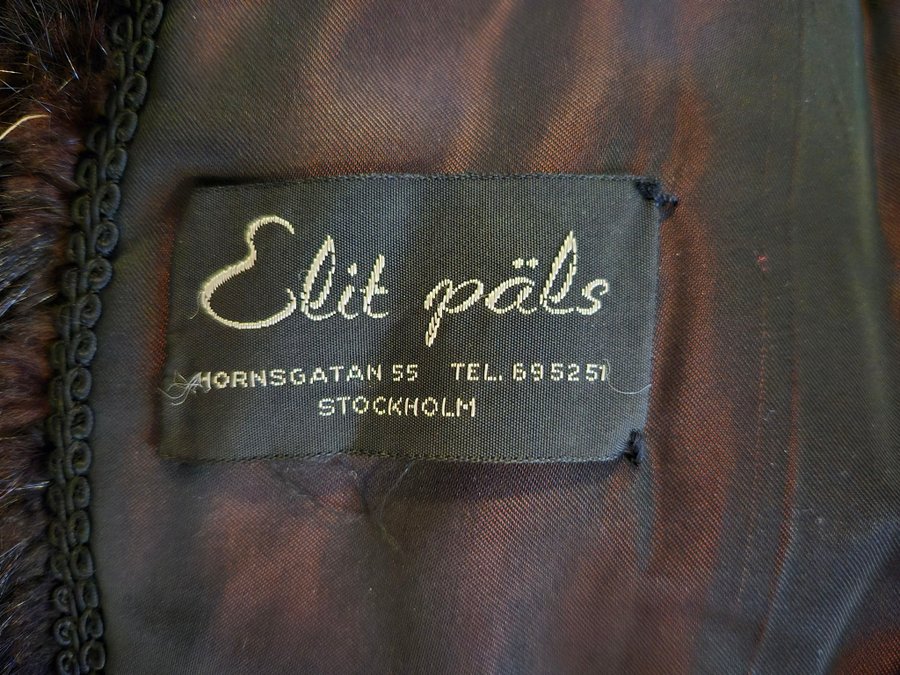 Elit päls
HORNSGATAN 55 TEL. 695251
STOCKHOLM